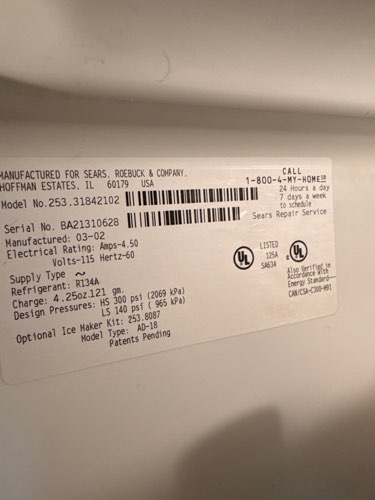 MANUFACTURED FOR SEARS, ROEBUCK & COMPANY.
HOFFMAN ESTATES, IL 60179 USA
Model No. 253.31842102
Serial No. BA21310628
Manufactured: 03-02
Electrical Rating: Amps-4.50
Volts-115 Hertz-60
Supply Type ~
Refrigerant: R134A
Charge: 4.25oz.121 gm.
Design Pressures: HS 300 psi (2069 kPa)
LS 140 psi ( 965 kPa)
Optional Ice Maker Kit: 253.8087
Model Type: AD-18
Patents Pending
CALL
1-800-4-MY-HOME SM
24 Hours a day
7 days a week
to schedule
Sears Repair Service
UL
LISTED
125A
SA634
c UL
Also Verified in
Accordance With
Energy Standard
CAN/CSA-C300-M91